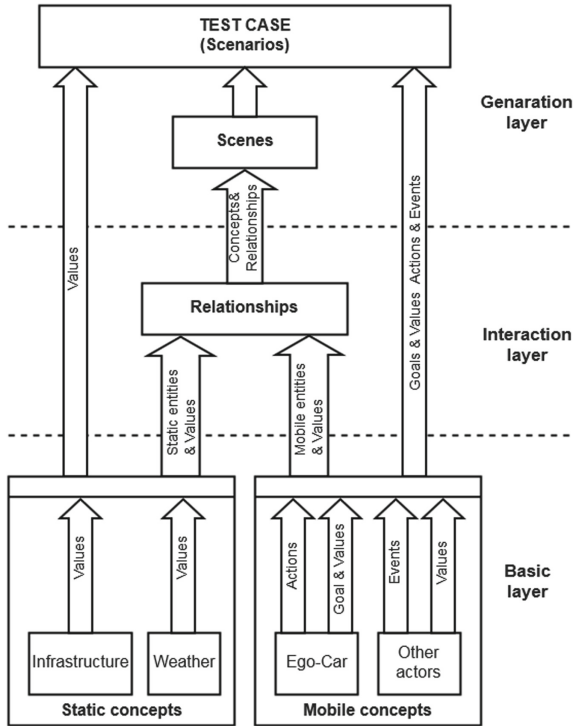 TEST CASE
(Scenarios)
Genaration
layer
Scenes
Concepts&
Relationships
Values
Goals & Values Actions & Events
Relationships
Interaction
layer
Static entities
& Values
Mobile entities
& Values
Values
Values
Actions
Goal & Values
Events
Values
Basic
layer
Infrastructure
Weather
Ego-Car
Other
actors
Static concepts
Mobile concepts